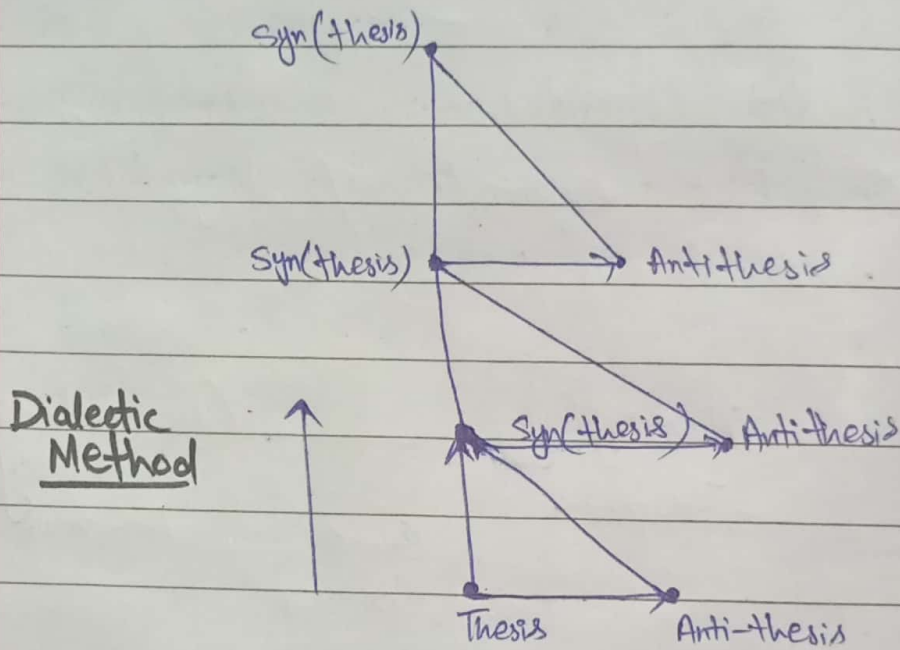 Syn(thesis)
Syn(thesis) Antithesis
Dialectic
Method
Syn(thesis) Anti-thesis
Thesis Anti-thesis